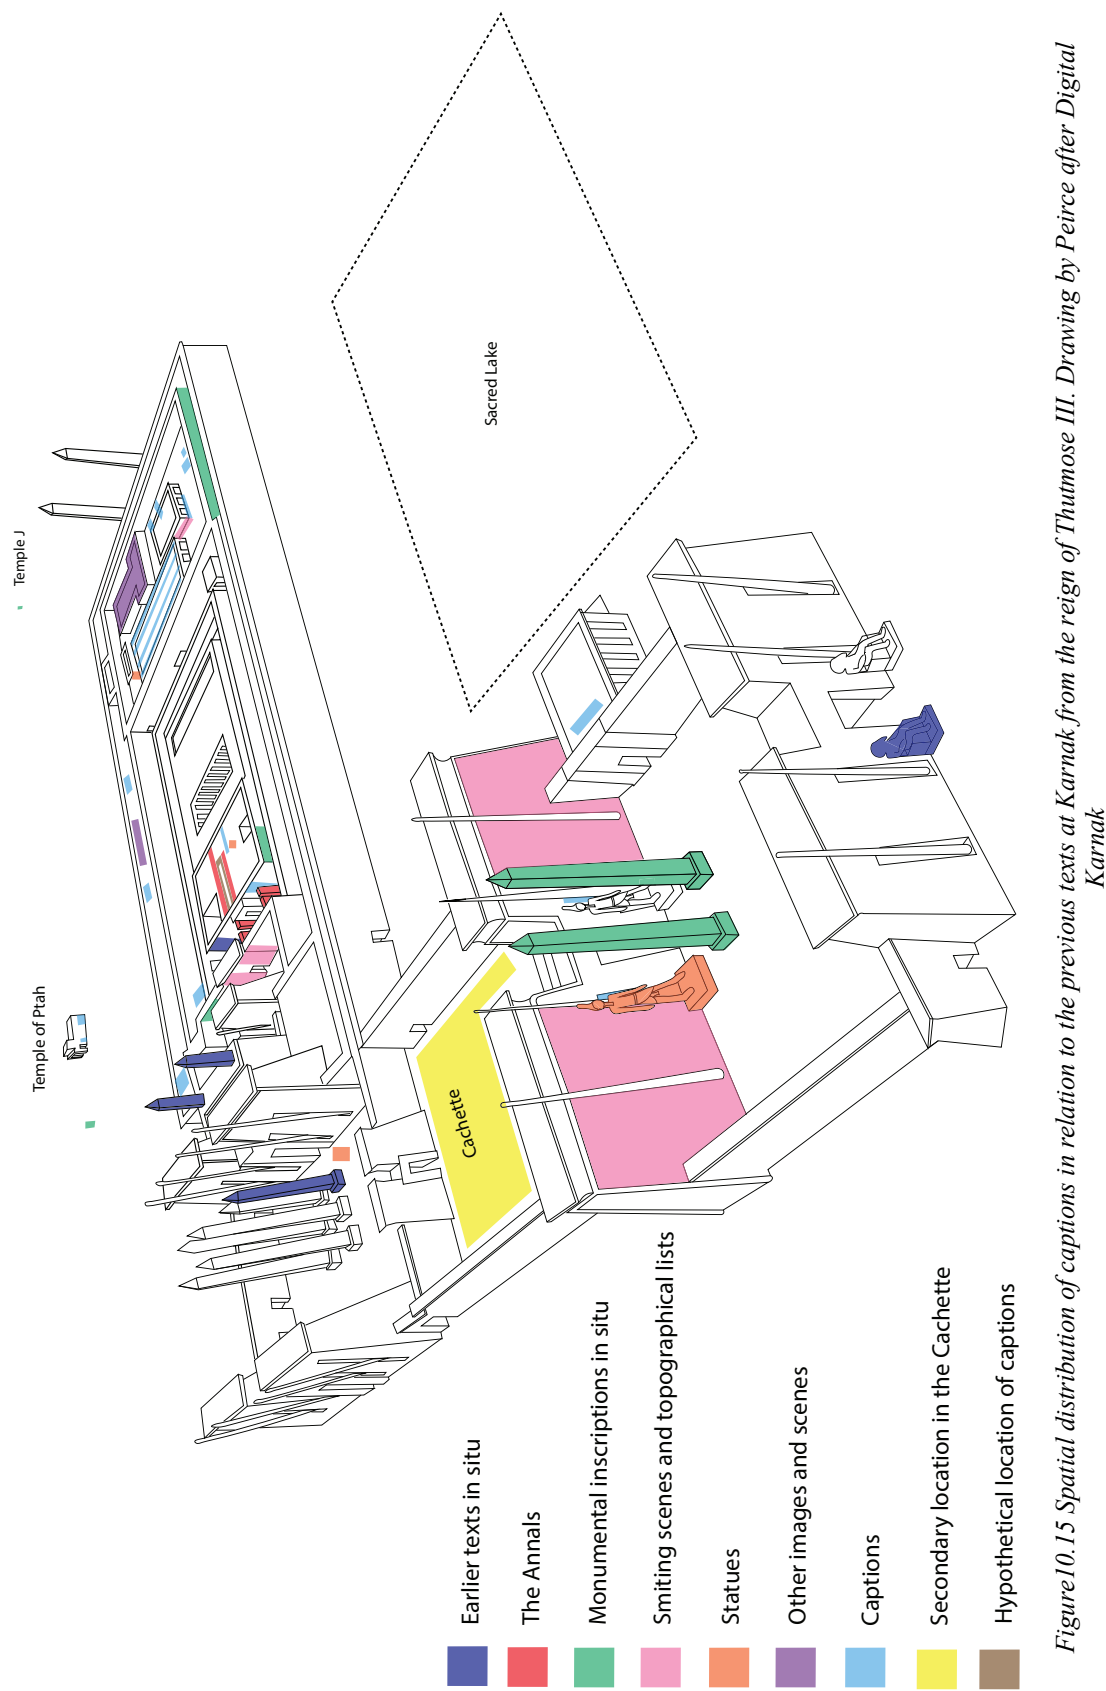 Temple J
Temple of Ptah
Sacred Lake
Cachette
Earlier texts in situ
The Annals
Monumental inscriptions in situ
Smiting scenes and topographical lists
Statues
Other images and scenes
Captions
Secondary location in the Cachette
Hypothetical location of captions
Figure10.15 Spatial distribution of captions in relation to the previous texts at Karnak from the reign of Thutmose III. Drawing by Peirce after Digital
Karnak